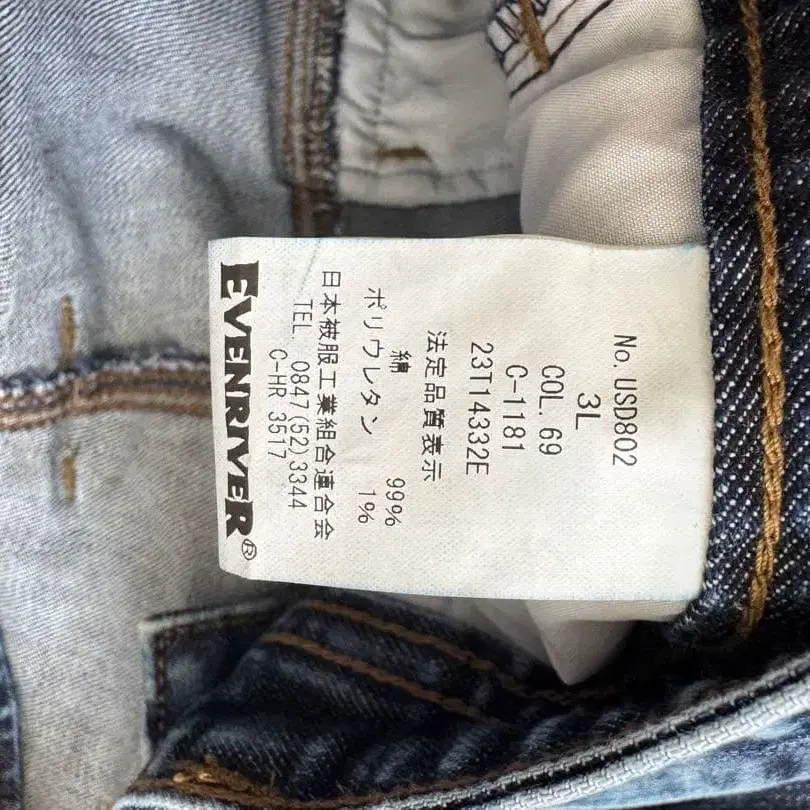 No. USD802
3L
COL. 69
C-1181
23T14332E
法定品質表示
綿 99%
ポリウレタン 1%
日本被服工業組合連合会
TEL. 0847(52)3344
C-HR 3517
EVENRIVER®